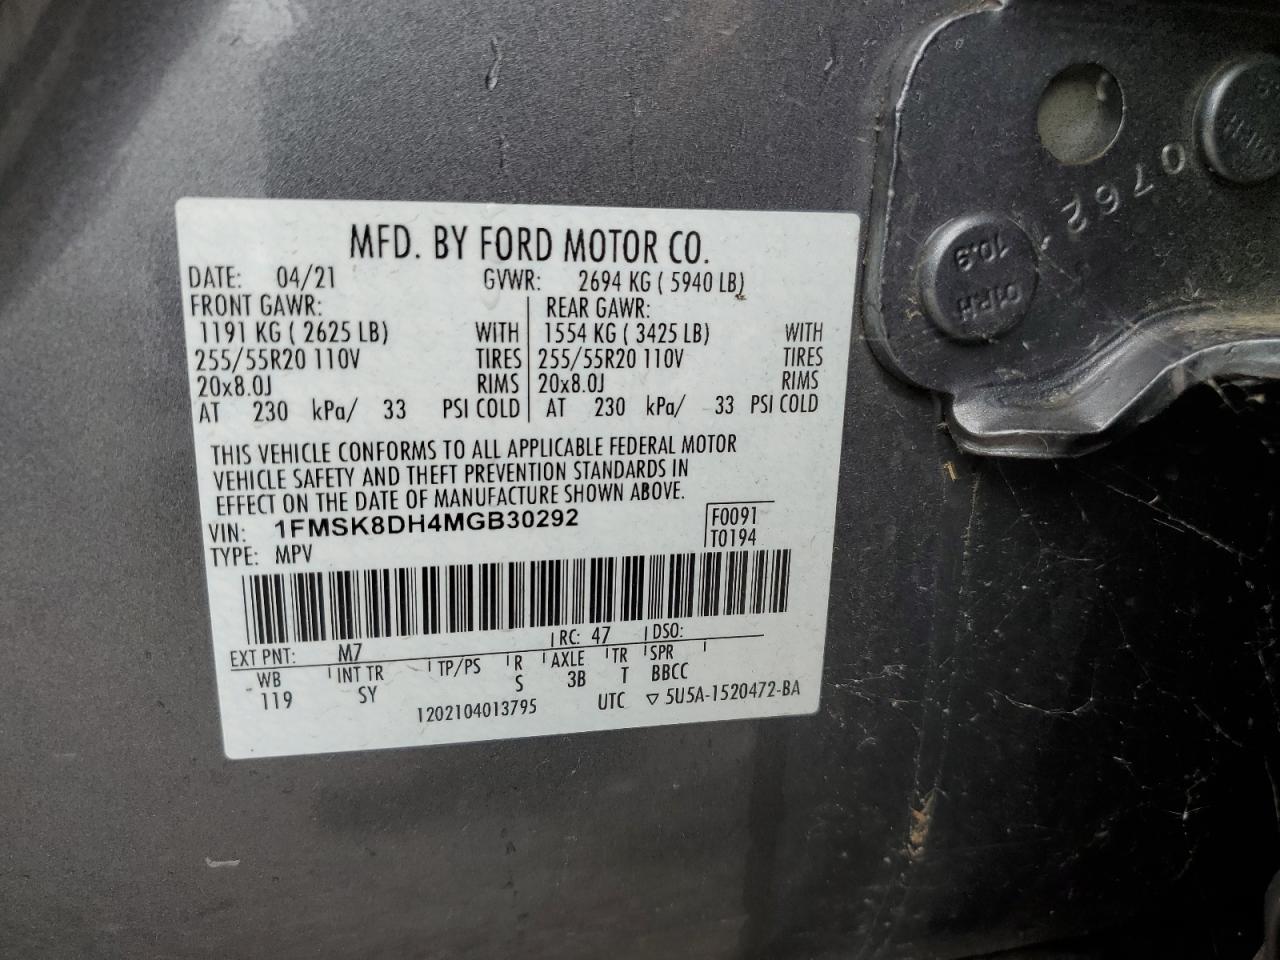 MFD. BY FORD MOTOR CO.
DATE: 04/21 GVWR: 2694 KG ( 5940 LB)
FRONT GAWR: REAR GAWR:
1191 KG ( 2625 LB) WITH 1554 KG ( 3425 LB) WITH
255/55R20 110V TIRES 255/55R20 110V TIRES
20x8.0J RIMS 20x8.0J RIMS
AT 230 kPa/ 33 PSI COLD AT 230 kPa/ 33 PSI COLD
THIS VEHICLE CONFORMS TO ALL APPLICABLE FEDERAL MOTOR
VEHICLE SAFETY AND THEFT PREVENTION STANDARDS IN
EFFECT ON THE DATE OF MANUFACTURE SHOWN ABOVE.
VIN: 1FMSK8DH4MGB30292 F0091
TYPE: MPV T0194
EXT PNT: M7 RC: 47 DSO:
WB INT TR TP/PS R AXLE TR SPR
119 SY S 3B T BBCC
1202104013795 UTC ▽ 5U5A-1520472-BA
10.9